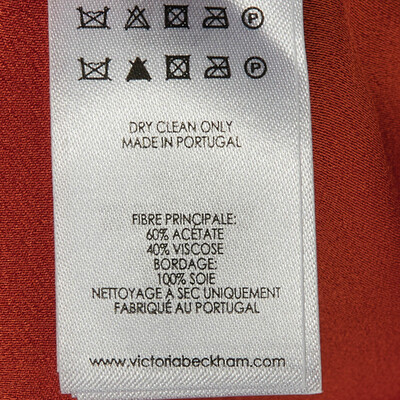 DRY CLEAN ONLY
MADE IN PORTUGAL
FIBRE PRINCIPALE:
60% ACÉTATE
40% VISCOSE
BORDAGE:
100% SOIE
NETTOYAGE À SEC UNIQUEMENT
FABRIQUÉ AU PORTUGAL
www.victoriabeckham.com